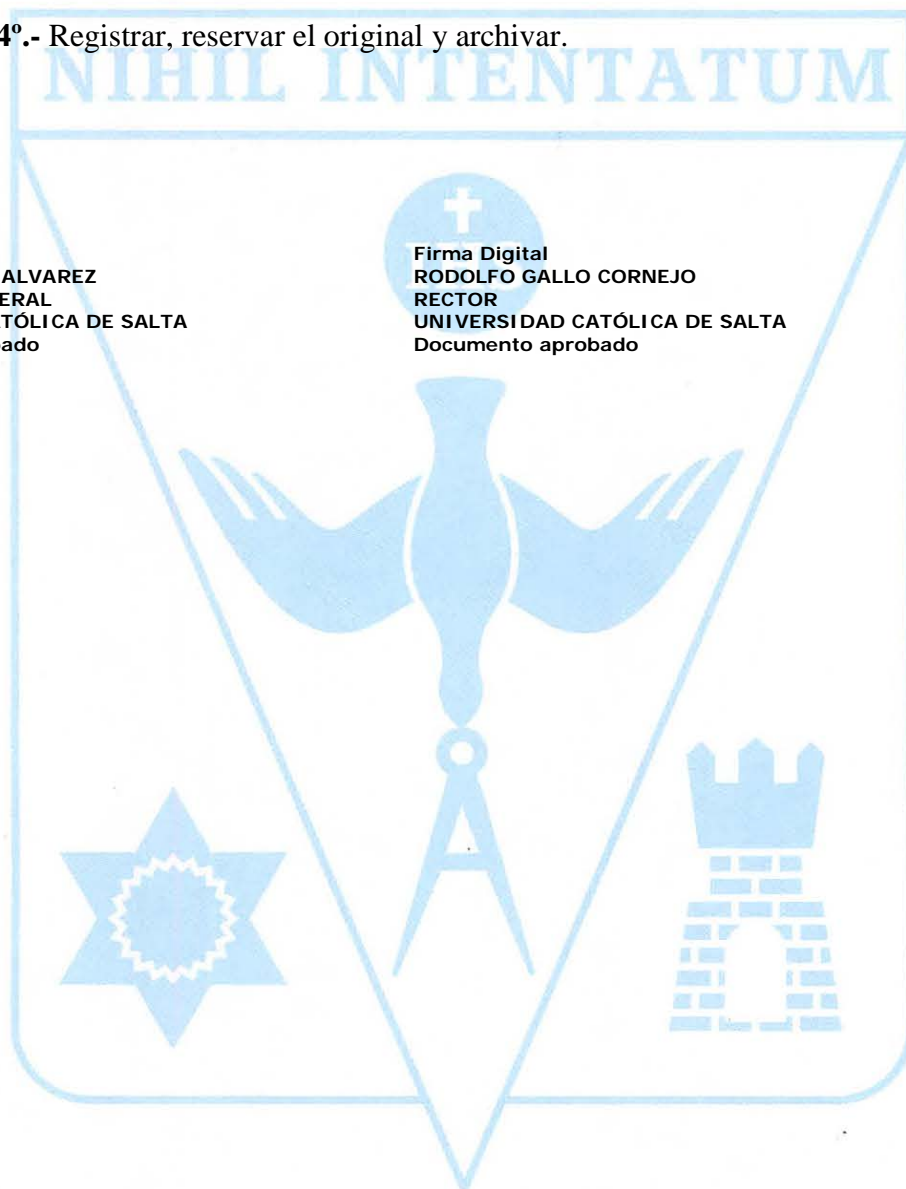 4º.- Registrar, reservar el original y archivar.
NIHIL INTENTATUM
IHS
ALVAREZ
ERAL
TÓLICA DE SALTA
ado
Firma Digital
RODOLFO GALLO CORNEJO
RECTOR
UNIVERSIDAD CATÓLICA DE SALTA
Documento aprobado